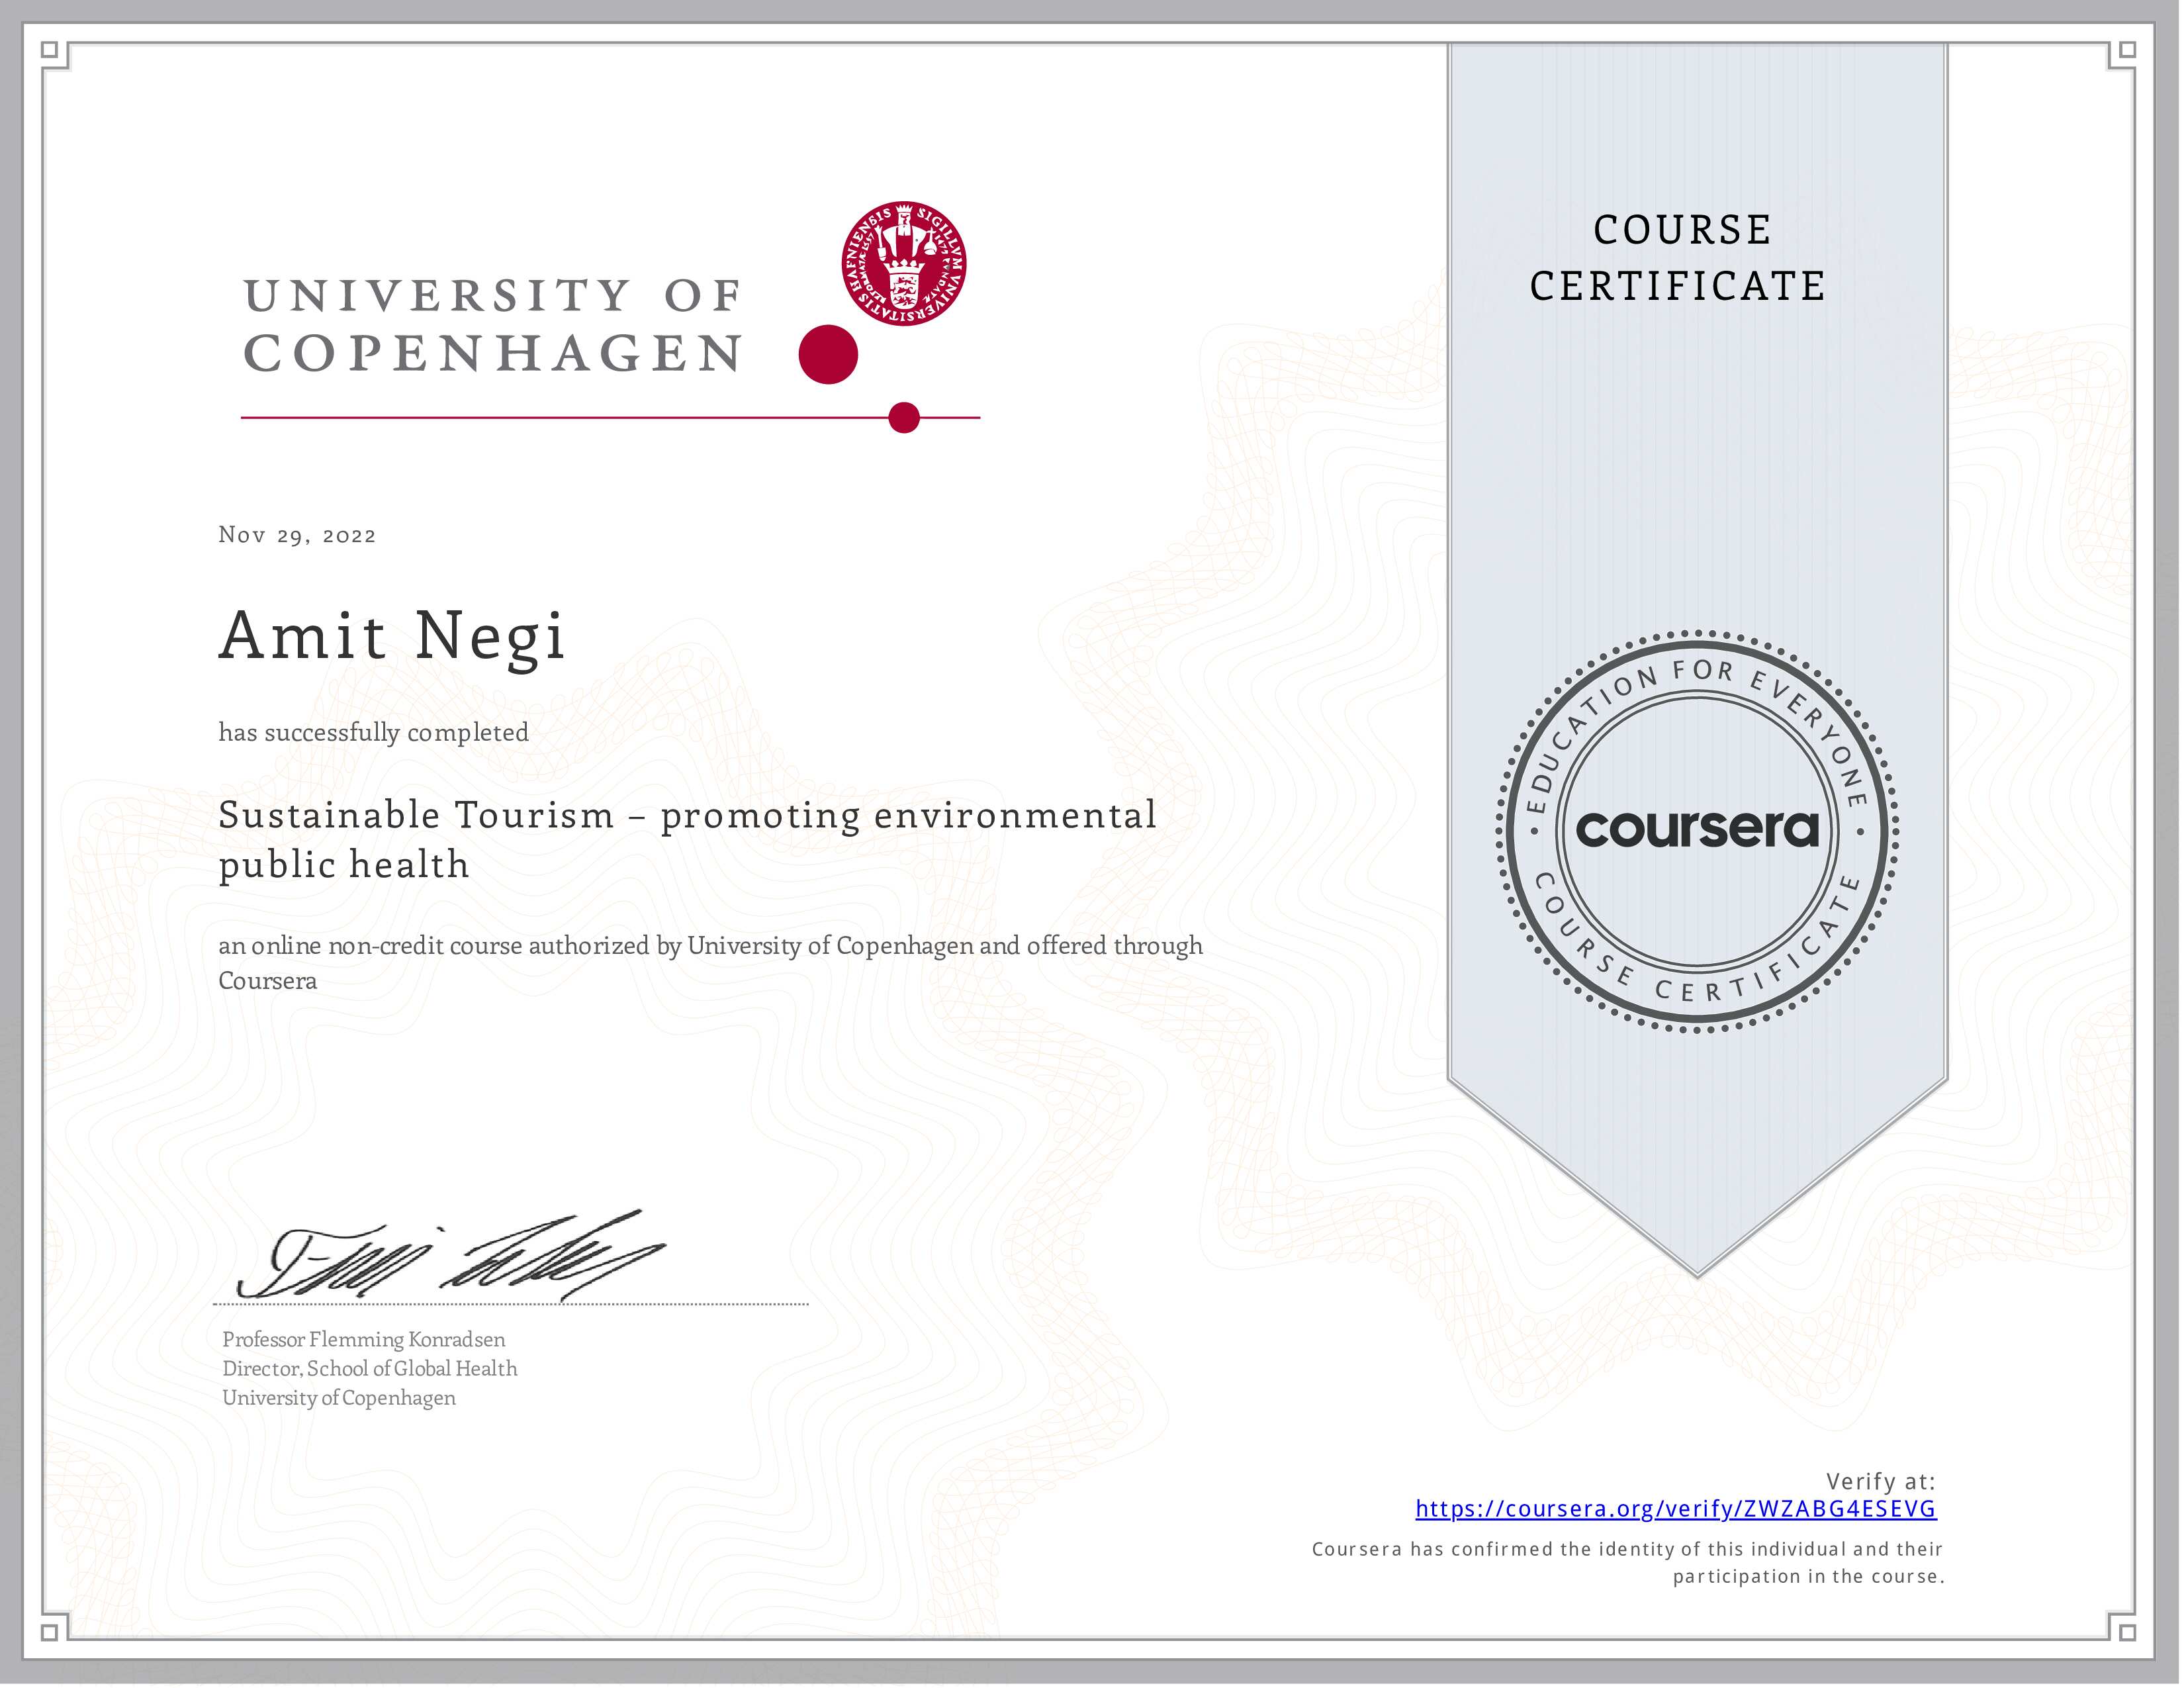 UNIVERSITY OF
COPENHAGEN
Nov 29, 2022
Amit Negi
has successfully completed
Sustainable Tourism – promoting environmental
public health
an online non-credit course authorized by University of Copenhagen and offered through
Coursera
Professor Flemming Konradsen
Director, School of Global Health
University of Copenhagen
COURSE
CERTIFICATE
EDUCATION FOR EVERYONE
coursera
COURSE CERTIFICATE
Verify at:
https://coursera.org/verify/ZWZABG4ESEVG
Coursera has confirmed the identity of this individual and their
participation in the course.